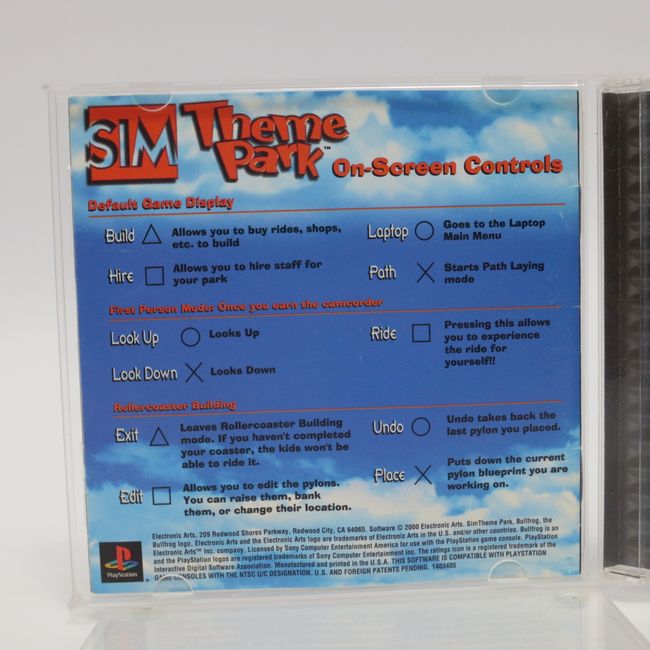 SIM Theme Park™
On-Screen Controls
Default Game Display
Build △ Allows you to buy rides, shops,
etc. to build
Laptop ○ Goes to the Laptop
Main Menu
Hire □ Allows you to hire staff for
your park
Path ✕ Starts Path Laying
mode
First Person Mode: Once you earn the camcorder
Look Up ○ Looks Up
Look Down ✕ Looks Down
Ride □ Pressing this allows
you to experience
the ride for
yourself!!
Rollercoaster Building
Exit △ Leaves Rollercoaster Building
mode. If you haven't completed
your coaster, the kids won't be
able to ride it.
Undo ○ Undo takes back the
last pylon you placed.
Edit □ Allows you to edit the pylons.
You can raise them, bank
them, or change their location.
Place ✕ Puts down the current
pylon blueprint you are
working on.
Electronic Arts, 209 Redwood Shores Parkway, Redwood City, CA 94065. Software © 2000 Electronic Arts. SimTheme Park, Bullfrog, the
Bullfrog logo, Electronic Arts and the Electronic Arts logo are trademarks of Electronic Arts in the U.S. and/or other countries. Bullfrog is an
Electronic Arts™ Inc. company. Licensed by Sony Computer Entertainment America for use with the PlayStation game console. PlayStation
and the PlayStation logos are registered trademarks of Sony Computer Entertainment Inc. The ratings icon is a registered trademark of the
Interactive Digital Software Association. Manufactured and printed in the U.S.A. THIS SOFTWARE IS COMPATIBLE WITH PLAYSTATION
GAME CONSOLES WITH THE NTSC U/C DESIGNATION. U.S. AND FOREIGN PATENTS PENDING. 1403405
PlayStation